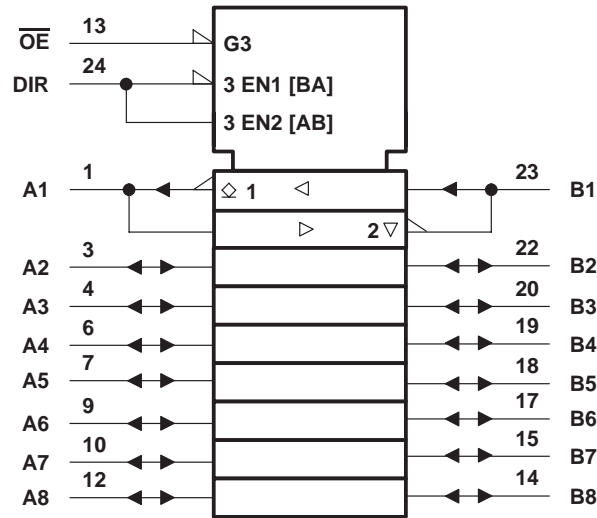 OE 13 G3
DIR 24 3 EN1 [BA]
3 EN2 [AB]
A1 1 1 23 B1
2
A2 3 22 B2
A3 4 20 B3
A4 6 19 B4
A5 7 18 B5
A6 9 17 B6
A7 10 15 B7
A8 12 14 B8